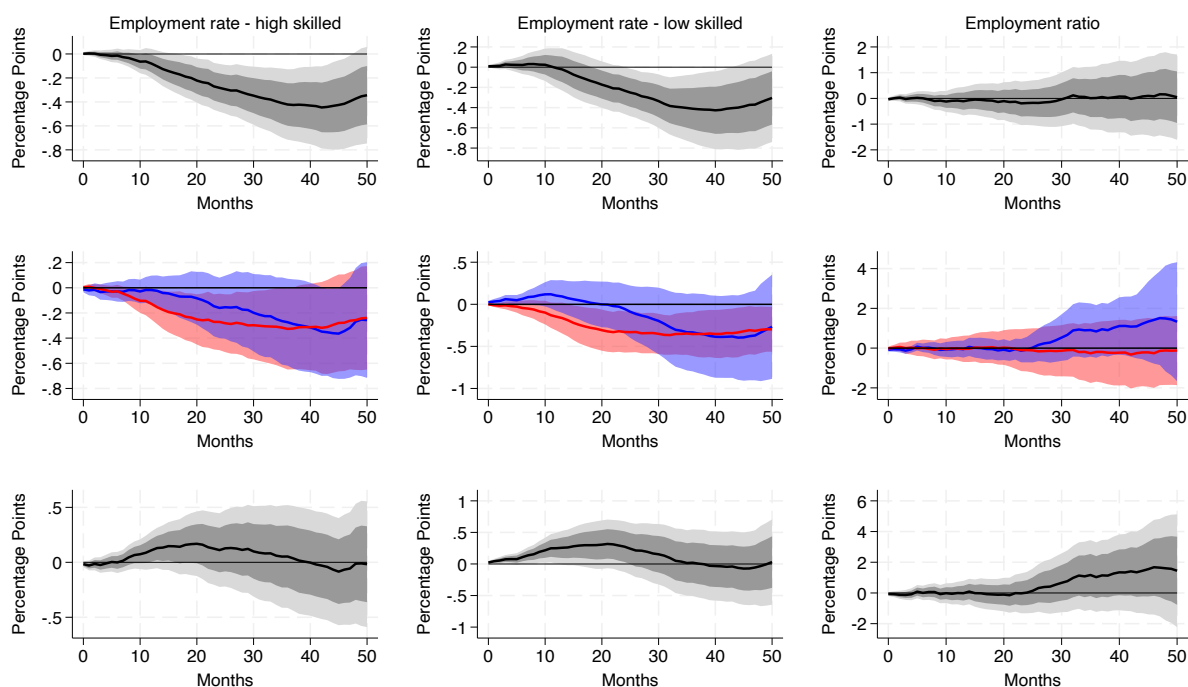 Employment rate - high skilled
Employment rate - low skilled
Employment ratio
Percentage Points
0
-.2
-.4
-.6
-.8
0 10 20 30 40 50
Months
Percentage Points
.2
0
-.2
-.4
-.6
-.8
0 10 20 30 40 50
Months
Percentage Points
2
1
0
-1
-2
0 10 20 30 40 50
Months
Percentage Points
.2
0
-.2
-.4
-.6
-.8
0 10 20 30 40 50
Months
Percentage Points
.5
0
-.5
-1
0 10 20 30 40 50
Months
Percentage Points
4
2
0
-2
0 10 20 30 40 50
Months
Percentage Points
.5
0
-.5
0 10 20 30 40 50
Months
Percentage Points
1
.5
0
-.5
-1
0 10 20 30 40 50
Months
Percentage Points
6
4
2
0
-2
0 10 20 30 40 50
Months